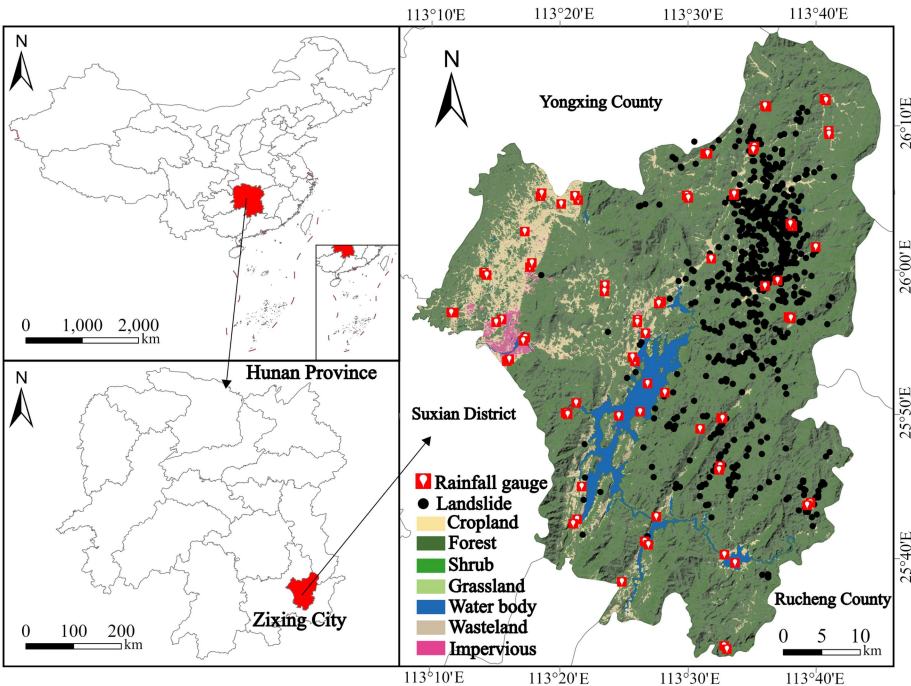 N
0 1,000 2,000
km
Hunan Province
N
Zixing City
0 100 200
km
113°10'E 113°20'E 113°30'E 113°40'E
N
Yongxing County
26°10'E
26°00'E
25°50'E
25°40'E
Suxian District
Rainfall gauge
Landslide
Cropland
Forest
Shrub
Grassland
Water body
Wasteland
Impervious
Rucheng County
0 5 10
km
113°10'E 113°20'E 113°30'E 113°40'E